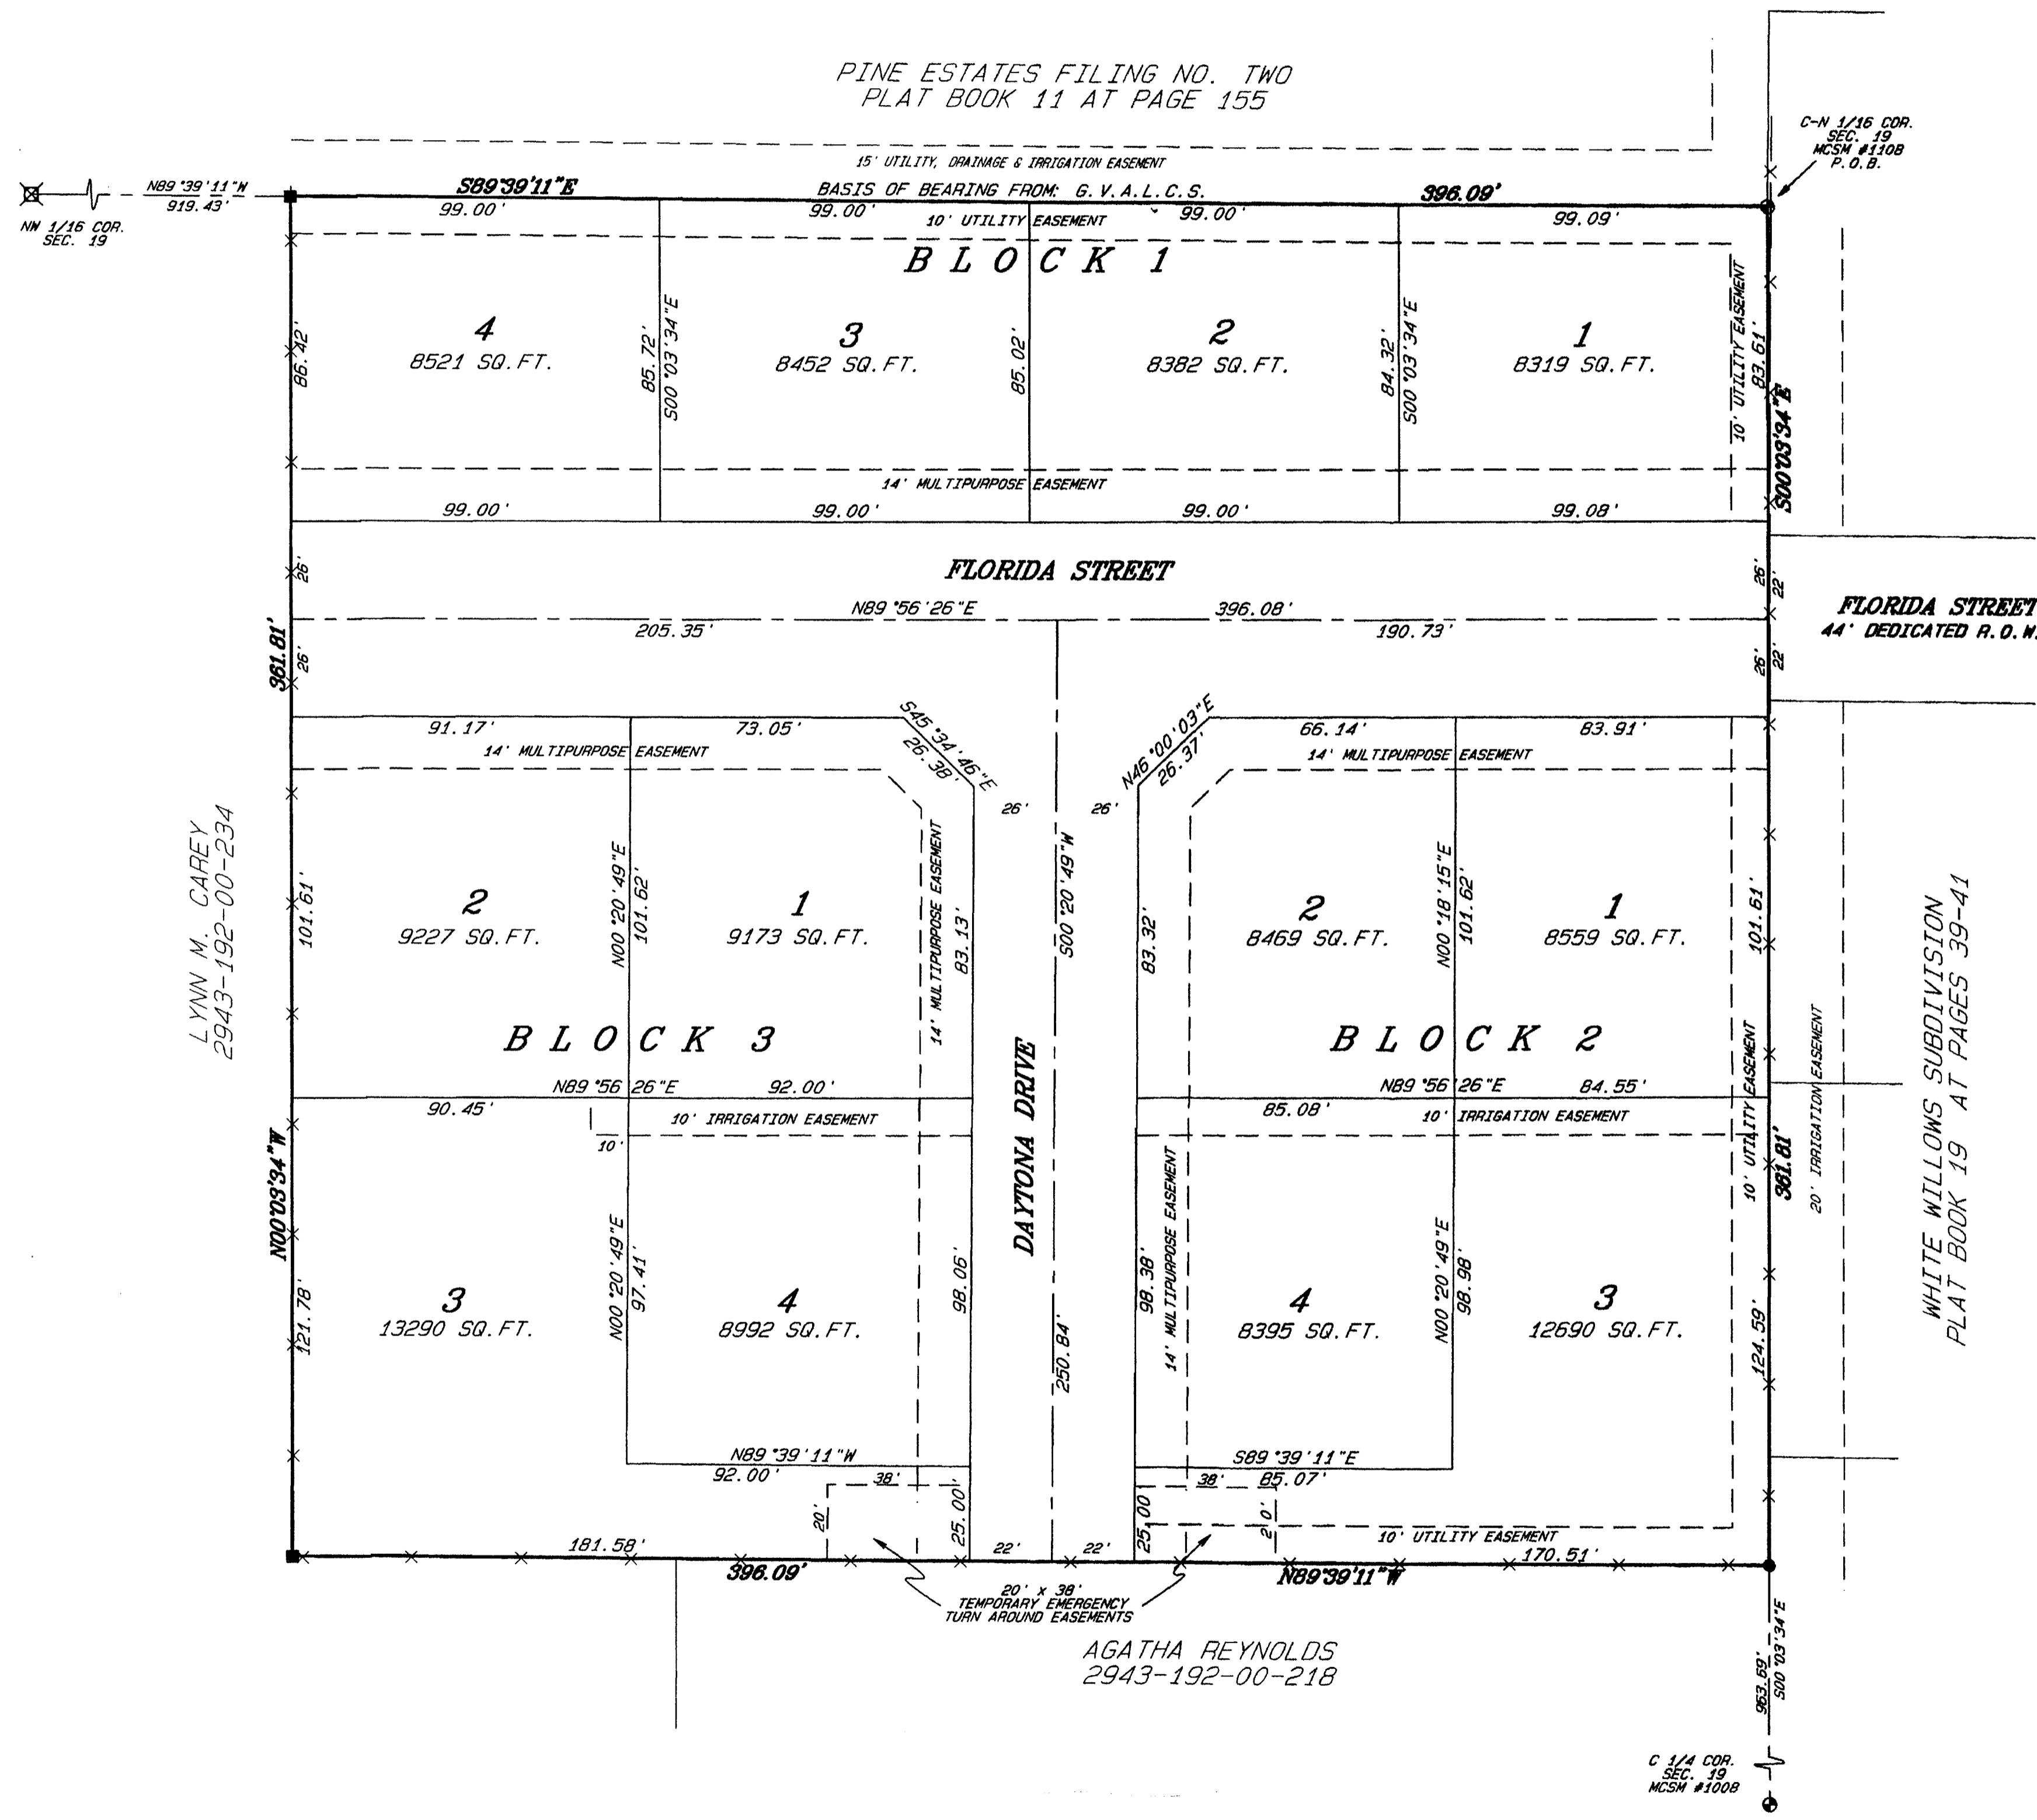 PINE ESTATES FILING NO. TWO
PLAT BOOK 11 AT PAGE 155
C-N 1/16 COR.
SEC. 19
MCSM #1108
P.O.B.
15' UTILITY, DRAINAGE & IRRIGATION EASEMENT
N89°39'11"W
919.43'
NW 1/16 COR.
SEC. 19
S89°39'11"E
BASIS OF BEARING FROM: G.V.A.L.C.S.
396.09'
99.00'
99.00'
99.00'
99.09'
10' UTILITY EASEMENT
BLOCK 1
86.42'
4
8521 SQ.FT.
85.72'
S00°03'34"E
3
8452 SQ.FT.
85.02'
2
8382 SQ.FT.
84.32'
S00°03'34"E
1
8319 SQ.FT.
10' UTILITY EASEMENT
83.61'
S00°03'34"E
14' MULTIPURPOSE EASEMENT
99.00'
99.00'
99.00'
99.08'
FLORIDA STREET
26'
26'
22'
N89°56'26"E
396.08'
205.35'
190.73'
FLORIDA STREET
44' DEDICATED R.O.W.
361.81'
26'
26'
22'
91.17'
73.05'
S45°34'46"E
26.38'
N46°00'03"E
26.37'
66.14'
83.91'
14' MULTIPURPOSE EASEMENT
14' MULTIPURPOSE EASEMENT
26'
26'
LYNN M. CAREY
2943-192-00-234
101.61'
2
9227 SQ.FT.
N00°20'49"E
101.62'
1
9173 SQ.FT.
14' MULTIPURPOSE EASEMENT
83.13'
S00°20'49"W
83.32'
2
8469 SQ.FT.
N00°18'15"E
101.62'
1
8559 SQ.FT.
101.61'
WHITE WILLOWS SUBDIVISION
PLAT BOOK 19 AT PAGES 39-41
BLOCK 3
BLOCK 2
DAYTONA DRIVE
10' UTILITY EASEMENT
20' IRRIGATION EASEMENT
N89°56'26"E
92.00'
90.45'
10' IRRIGATION EASEMENT
10'
N89°56'26"E
84.55'
85.08'
10' IRRIGATION EASEMENT
N00°03'34"W
361.81'
121.78'
3
13290 SQ.FT.
N00°20'49"E
97.41'
4
8992 SQ.FT.
98.06'
250.84'
98.38'
14' MULTIPURPOSE EASEMENT
4
8395 SQ.FT.
N00°20'49"E
98.98'
3
12690 SQ.FT.
124.59'
N89°39'11"W
92.00'
S89°39'11"E
85.07'
38'
38'
20'
25.00'
25.00'
20'
10' UTILITY EASEMENT
181.58'
22'
22'
170.51'
396.09'
N89°39'11"W
20' X 38'
TEMPORARY EMERGENCY
TURN AROUND EASEMENTS
AGATHA REYNOLDS
2943-192-00-218
963.69'
S00°03'34"E
C 1/4 COR.
SEC. 19
MCSM #1008